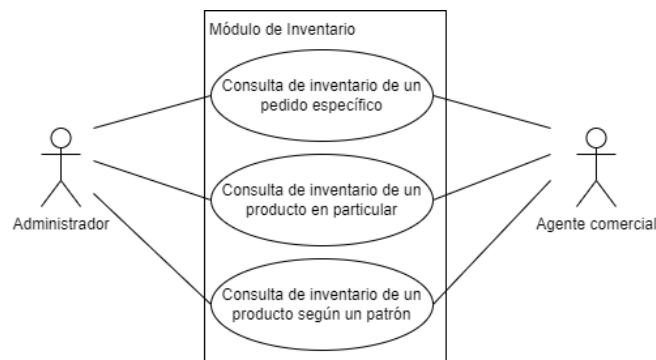 Módulo de Inventario
Consulta de inventario de un
pedido específico
Consulta de inventario de un
producto en particular
Administrador
Agente comercial
Consulta de inventario de un
producto según un patrón